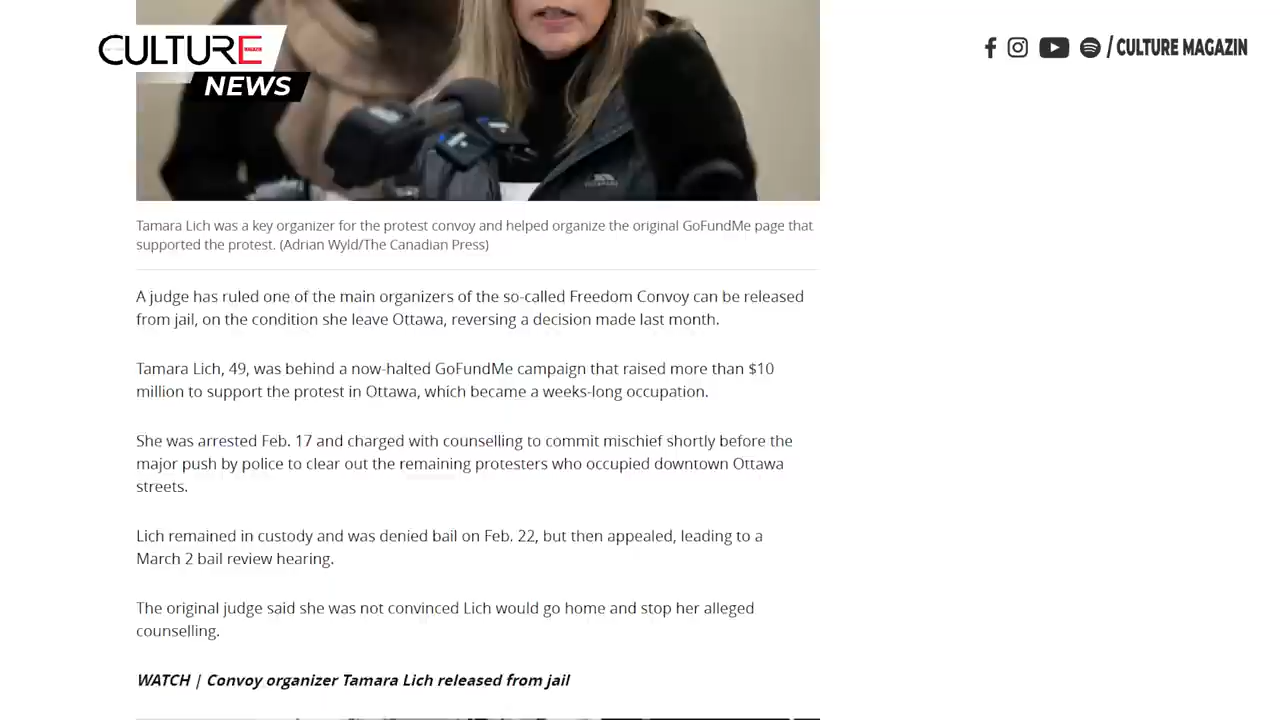 CULTURE
NEWS
/ CULTURE MAGAZIN
Tamara Lich was a key organizer for the protest convoy and helped organize the original GoFundMe page that
supported the protest. (Adrian Wyld/The Canadian Press)
A judge has ruled one of the main organizers of the so-called Freedom Convoy can be released
from jail, on the condition she leave Ottawa, reversing a decision made last month.
Tamara Lich, 49, was behind a now-halted GoFundMe campaign that raised more than $10
million to support the protest in Ottawa, which became a weeks-long occupation.
She was arrested Feb. 17 and charged with counselling to commit mischief shortly before the
major push by police to clear out the remaining protesters who occupied downtown Ottawa
streets.
Lich remained in custody and was denied bail on Feb. 22, but then appealed, leading to a
March 2 bail review hearing.
The original judge said she was not convinced Lich would go home and stop her alleged
counselling.
WATCH | Convoy organizer Tamara Lich released from jail